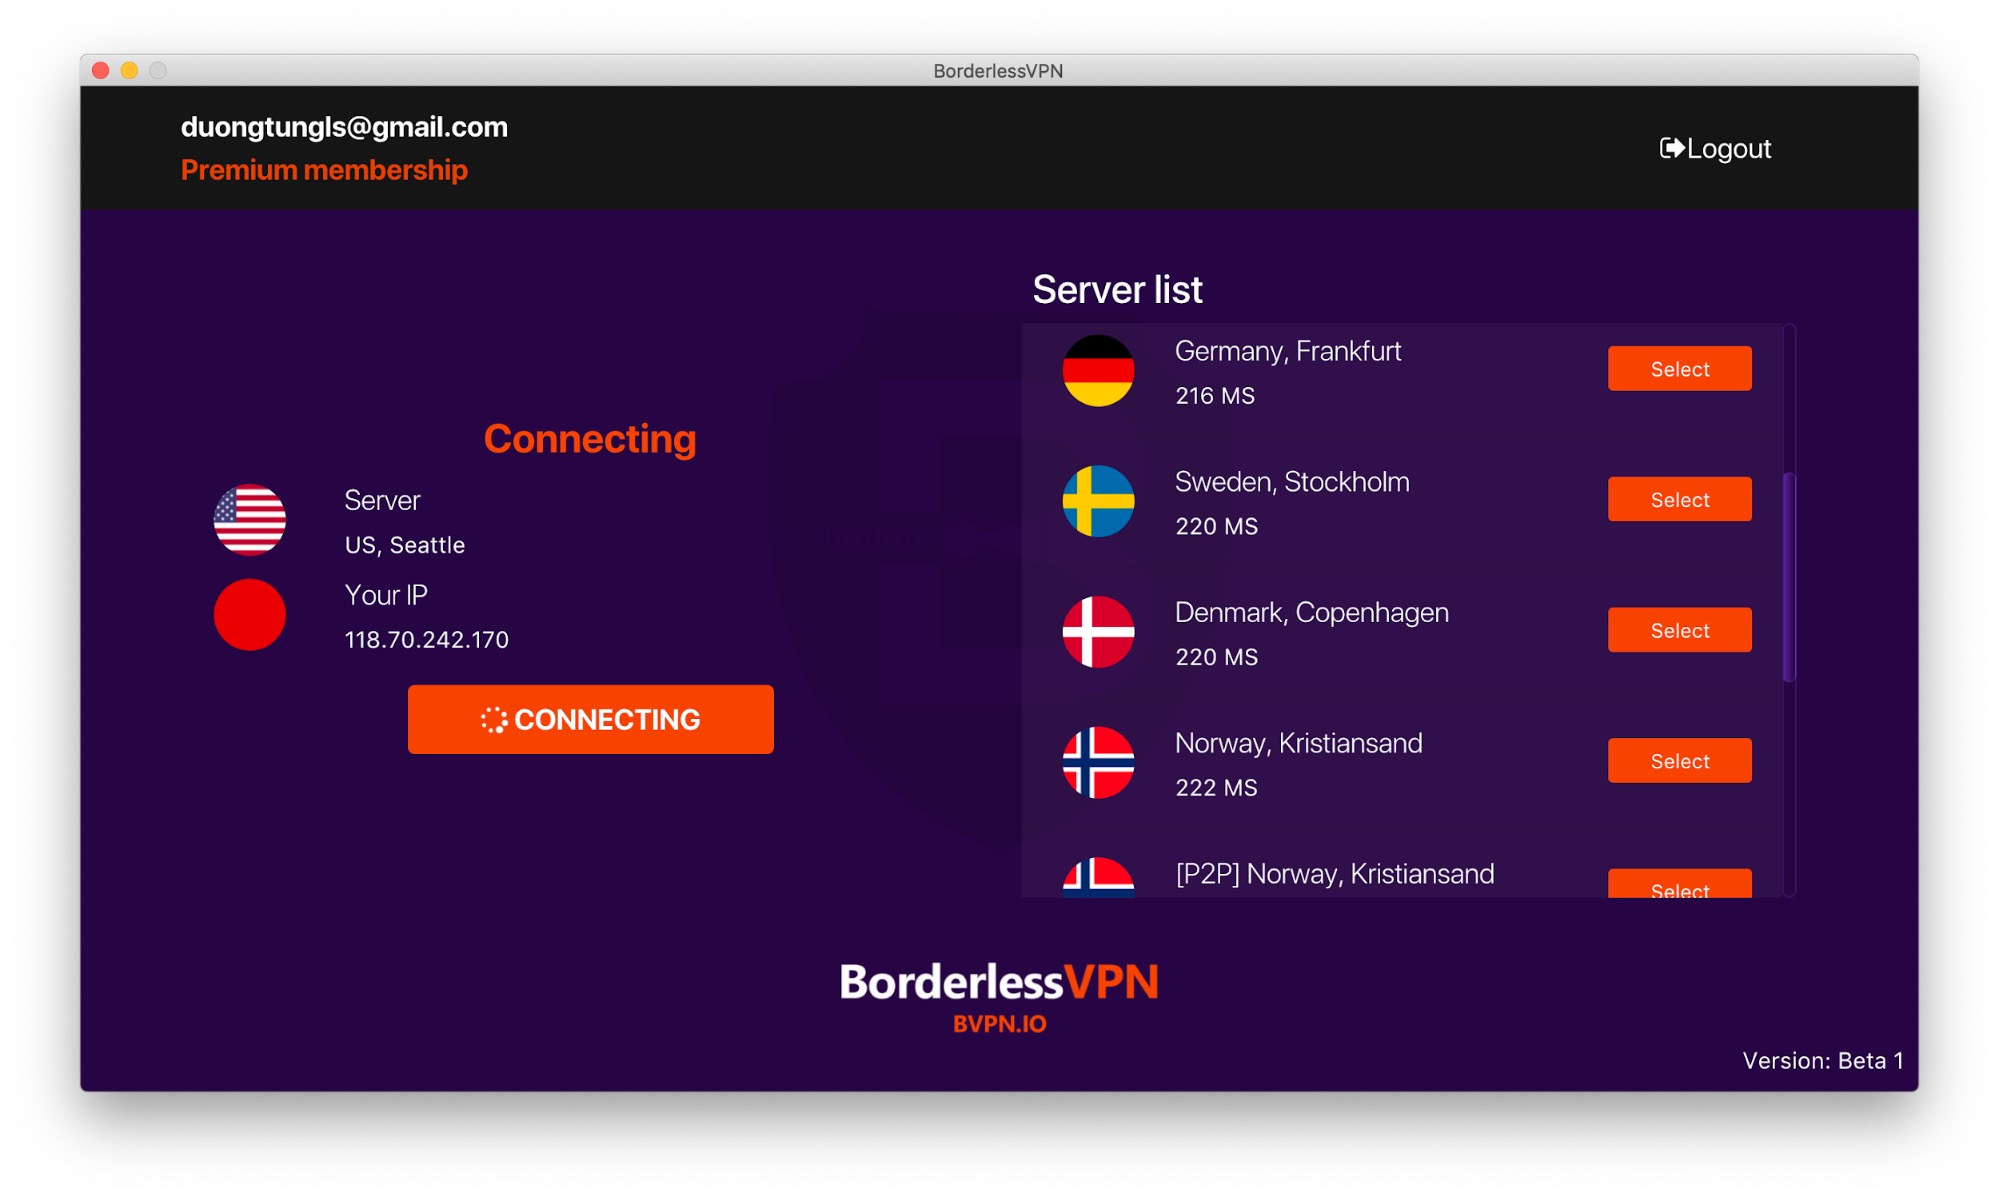 BorderlessVPN
duongtungls@gmail.com
Premium membership
Logout
Connecting
Server
US, Seattle
Your IP
118.70.242.170
CONNECTING
Server list
Germany, Frankfurt
216 MS
Select
Sweden, Stockholm
220 MS
Select
Denmark, Copenhagen
220 MS
Select
Norway, Kristiansand
222 MS
Select
[P2P] Norway, Kristiansand
Select
BorderlessVPN
BVPN.IO
Version: Beta 1